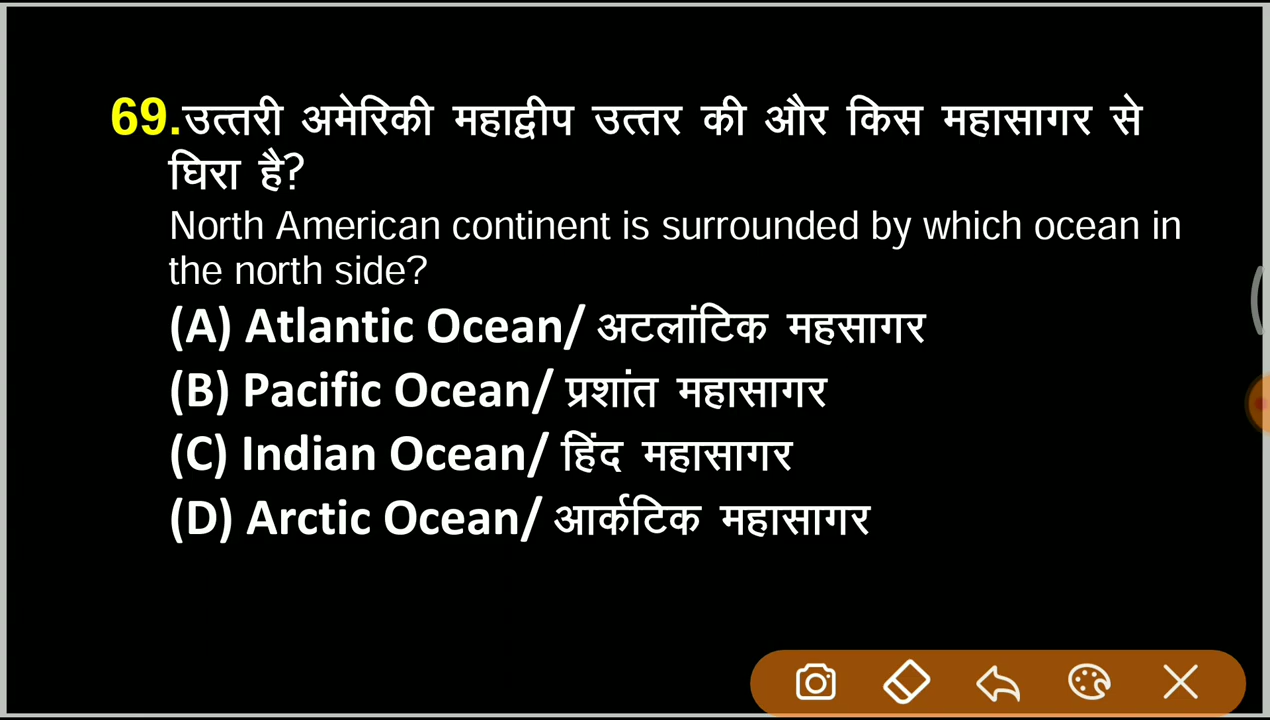 69.उत्तरी अमेरिकी महाद्वीप उत्तर की और किस महासागर से
घिरा है?
North American continent is surrounded by which ocean in
the north side?
(A) Atlantic Ocean/ अटलांटिक महसागर
(B) Pacific Ocean/ प्रशांत महासागर
(C) Indian Ocean/ हिंद महासागर
(D) Arctic Ocean/ आर्कटिक महासागर